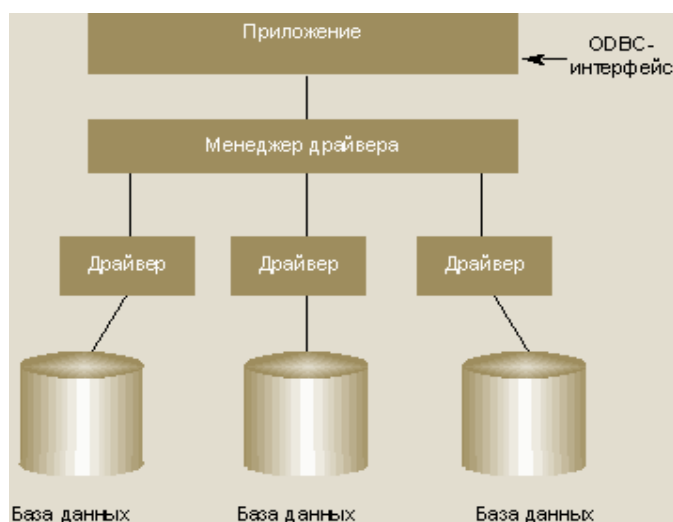 Приложение
ODBC-
интерфейс
Менеджер драйвера
Драйвер
Драйвер
Драйвер
База данных
База данных
База данных